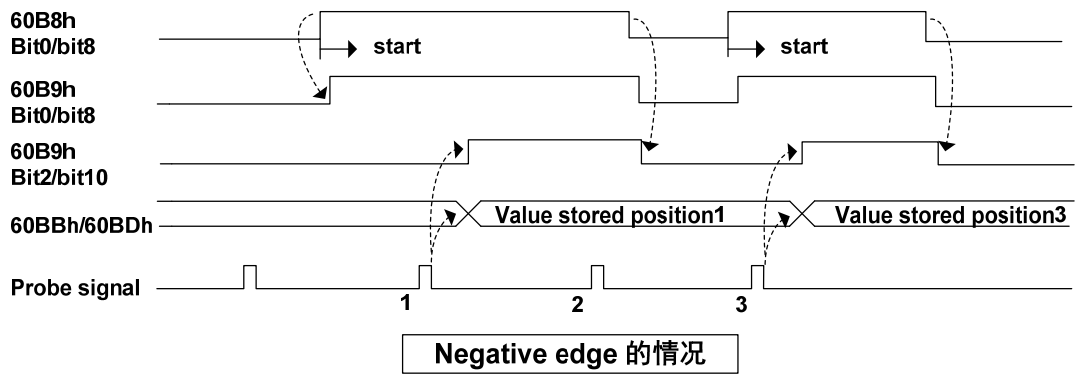 60B8h
Bit0/bit8
start
start
60B9h
Bit0/bit8
60B9h
Bit2/bit10
60BBh/60BDh
Value stored position1
Value stored position3
Probe signal
1
2
3
Negative edge 的情况